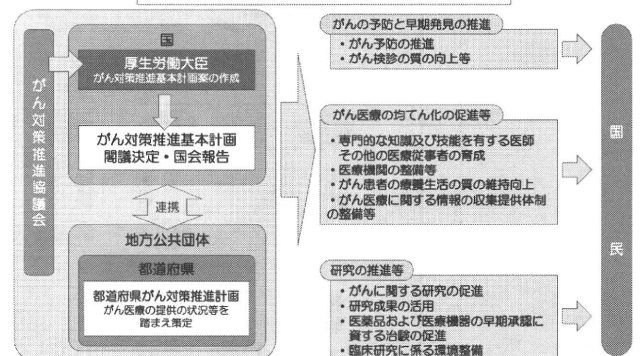 がん対策推進協議会
国
厚生労働大臣
がん対策推進基本計画案の作成
がん対策推進基本計画
閣議決定・国会報告
連携
地方公共団体
都道府県
都道府県がん対策推進計画
がん医療の提供の状況等を
踏まえ策定
がんの予防と早期発見の推進
・がん予防の推進
・がん検診の質の向上等
がん医療の均てん化の促進等
・専門的な知識及び技能を有する医師
その他の医療従事者の育成
・医療機関の整備等
・がん患者の療養生活の質の維持向上
・がん医療に関する情報の収集提供体制
の整備等
研究の推進等
・がんに関する研究の促進
・研究成果の活用
・医薬品および医療機器の早期承認に
資する治験の促進
・臨床研究に係る環境整備
国民